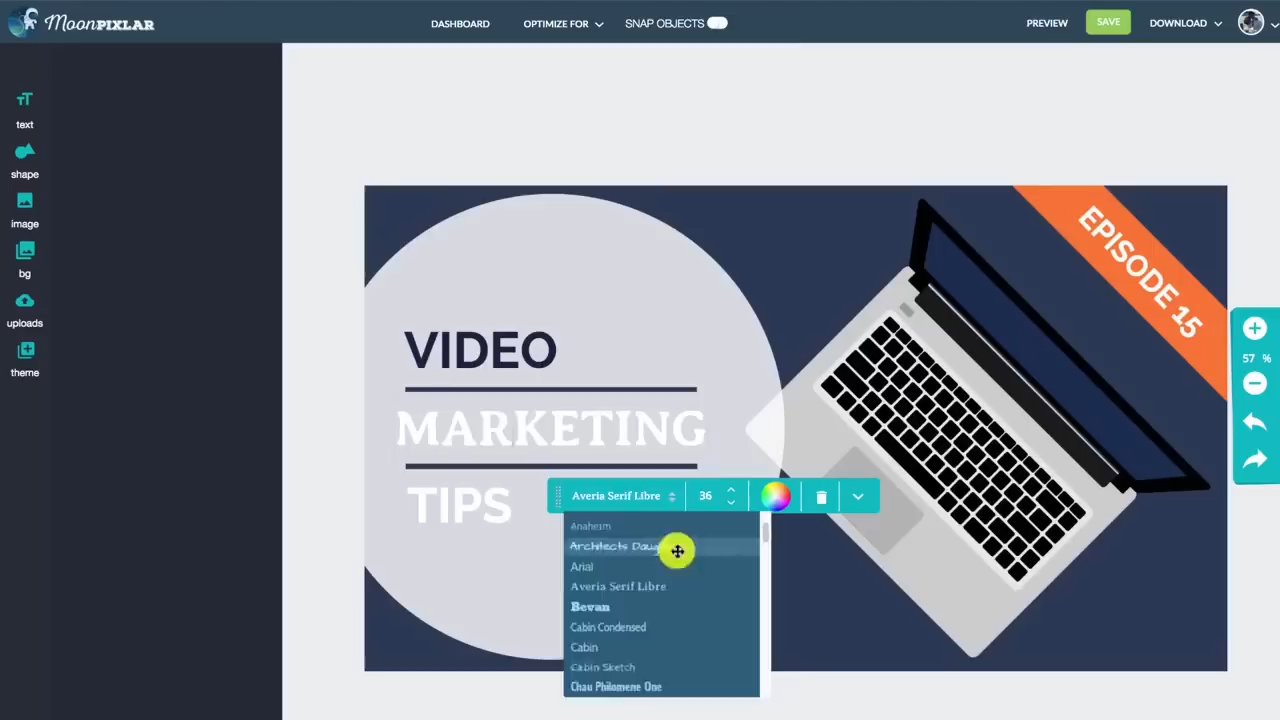 MoonPIXLAR
DASHBOARD
OPTIMIZE FOR
SNAP OBJECTS
PREVIEW
SAVE
DOWNLOAD
text
shape
image
bg
uploads
theme
EPISODE 15
VIDEO
MARKETING
TIPS
57 %
Averia Serif Libre
36
Anaheim
Architects
Arial
Averia Serif Libre
Bevan
Cabin Condensed
Cabin
Cabin Sketch
Chau Philomene One